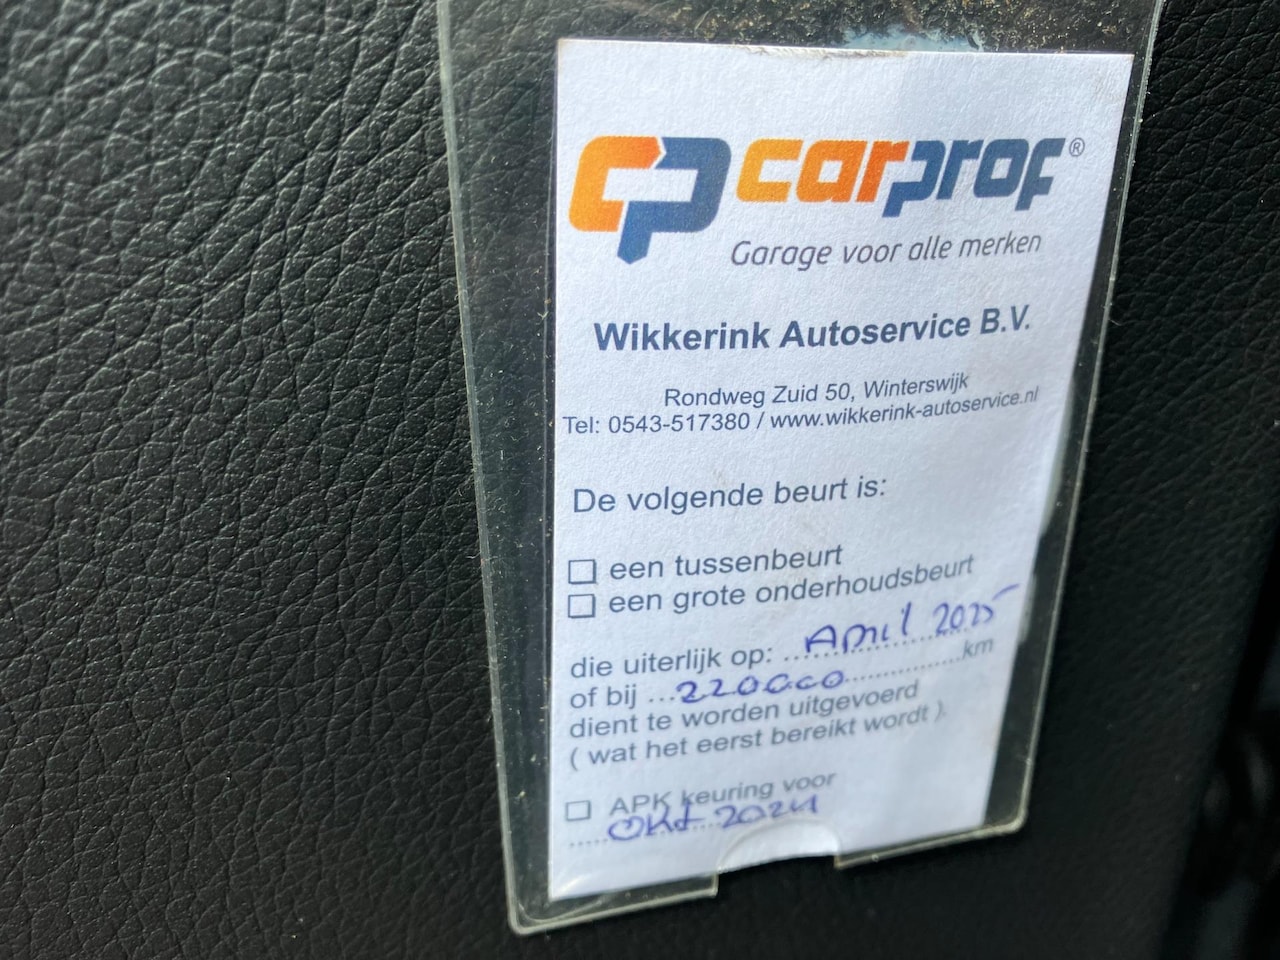 CP carprof®
Garage voor alle merken
Wikkerink Autoservice B.V.
Rondweg Zuid 50, Winterswijk
Tel: 0543-517380 / www.wikkerink-autoservice.nl
De volgende beurt is:
☐ een tussenbeurt
☐ een grote onderhoudsbeurt
die uiterlijk op: ... April 2025
of bij ... 220000 ... km
dient te worden uitgevoerd
( wat het eerst bereikt wordt ).
☐ APK keuring voor
..... Okt 2024